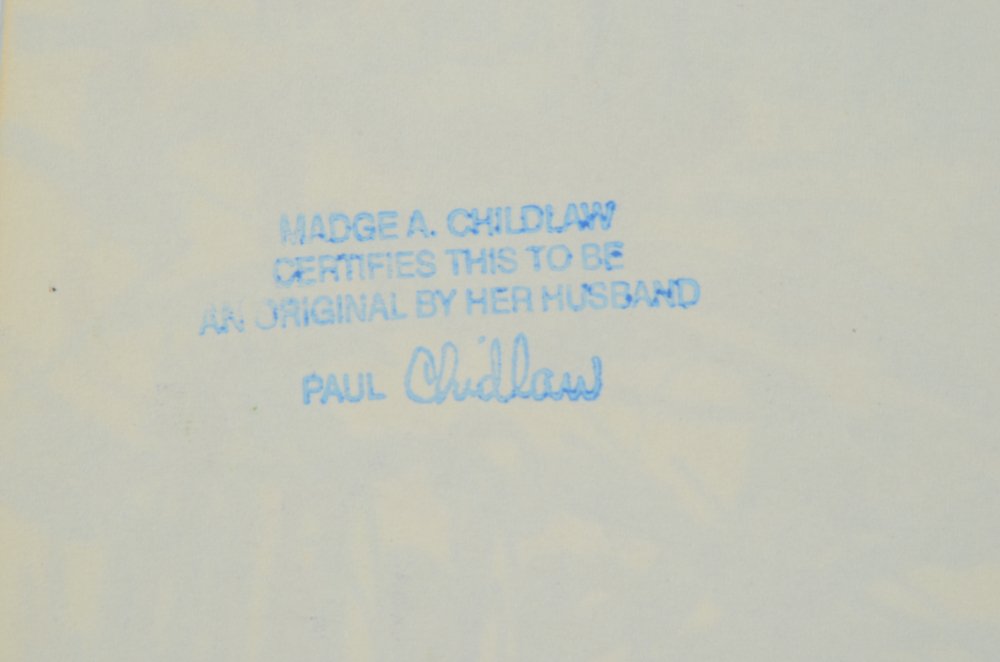 MADGE A. CHILDLAW
CERTIFIES THIS TO BE
AN ORIGINAL BY HER HUSBAND
PAUL Chidlaw